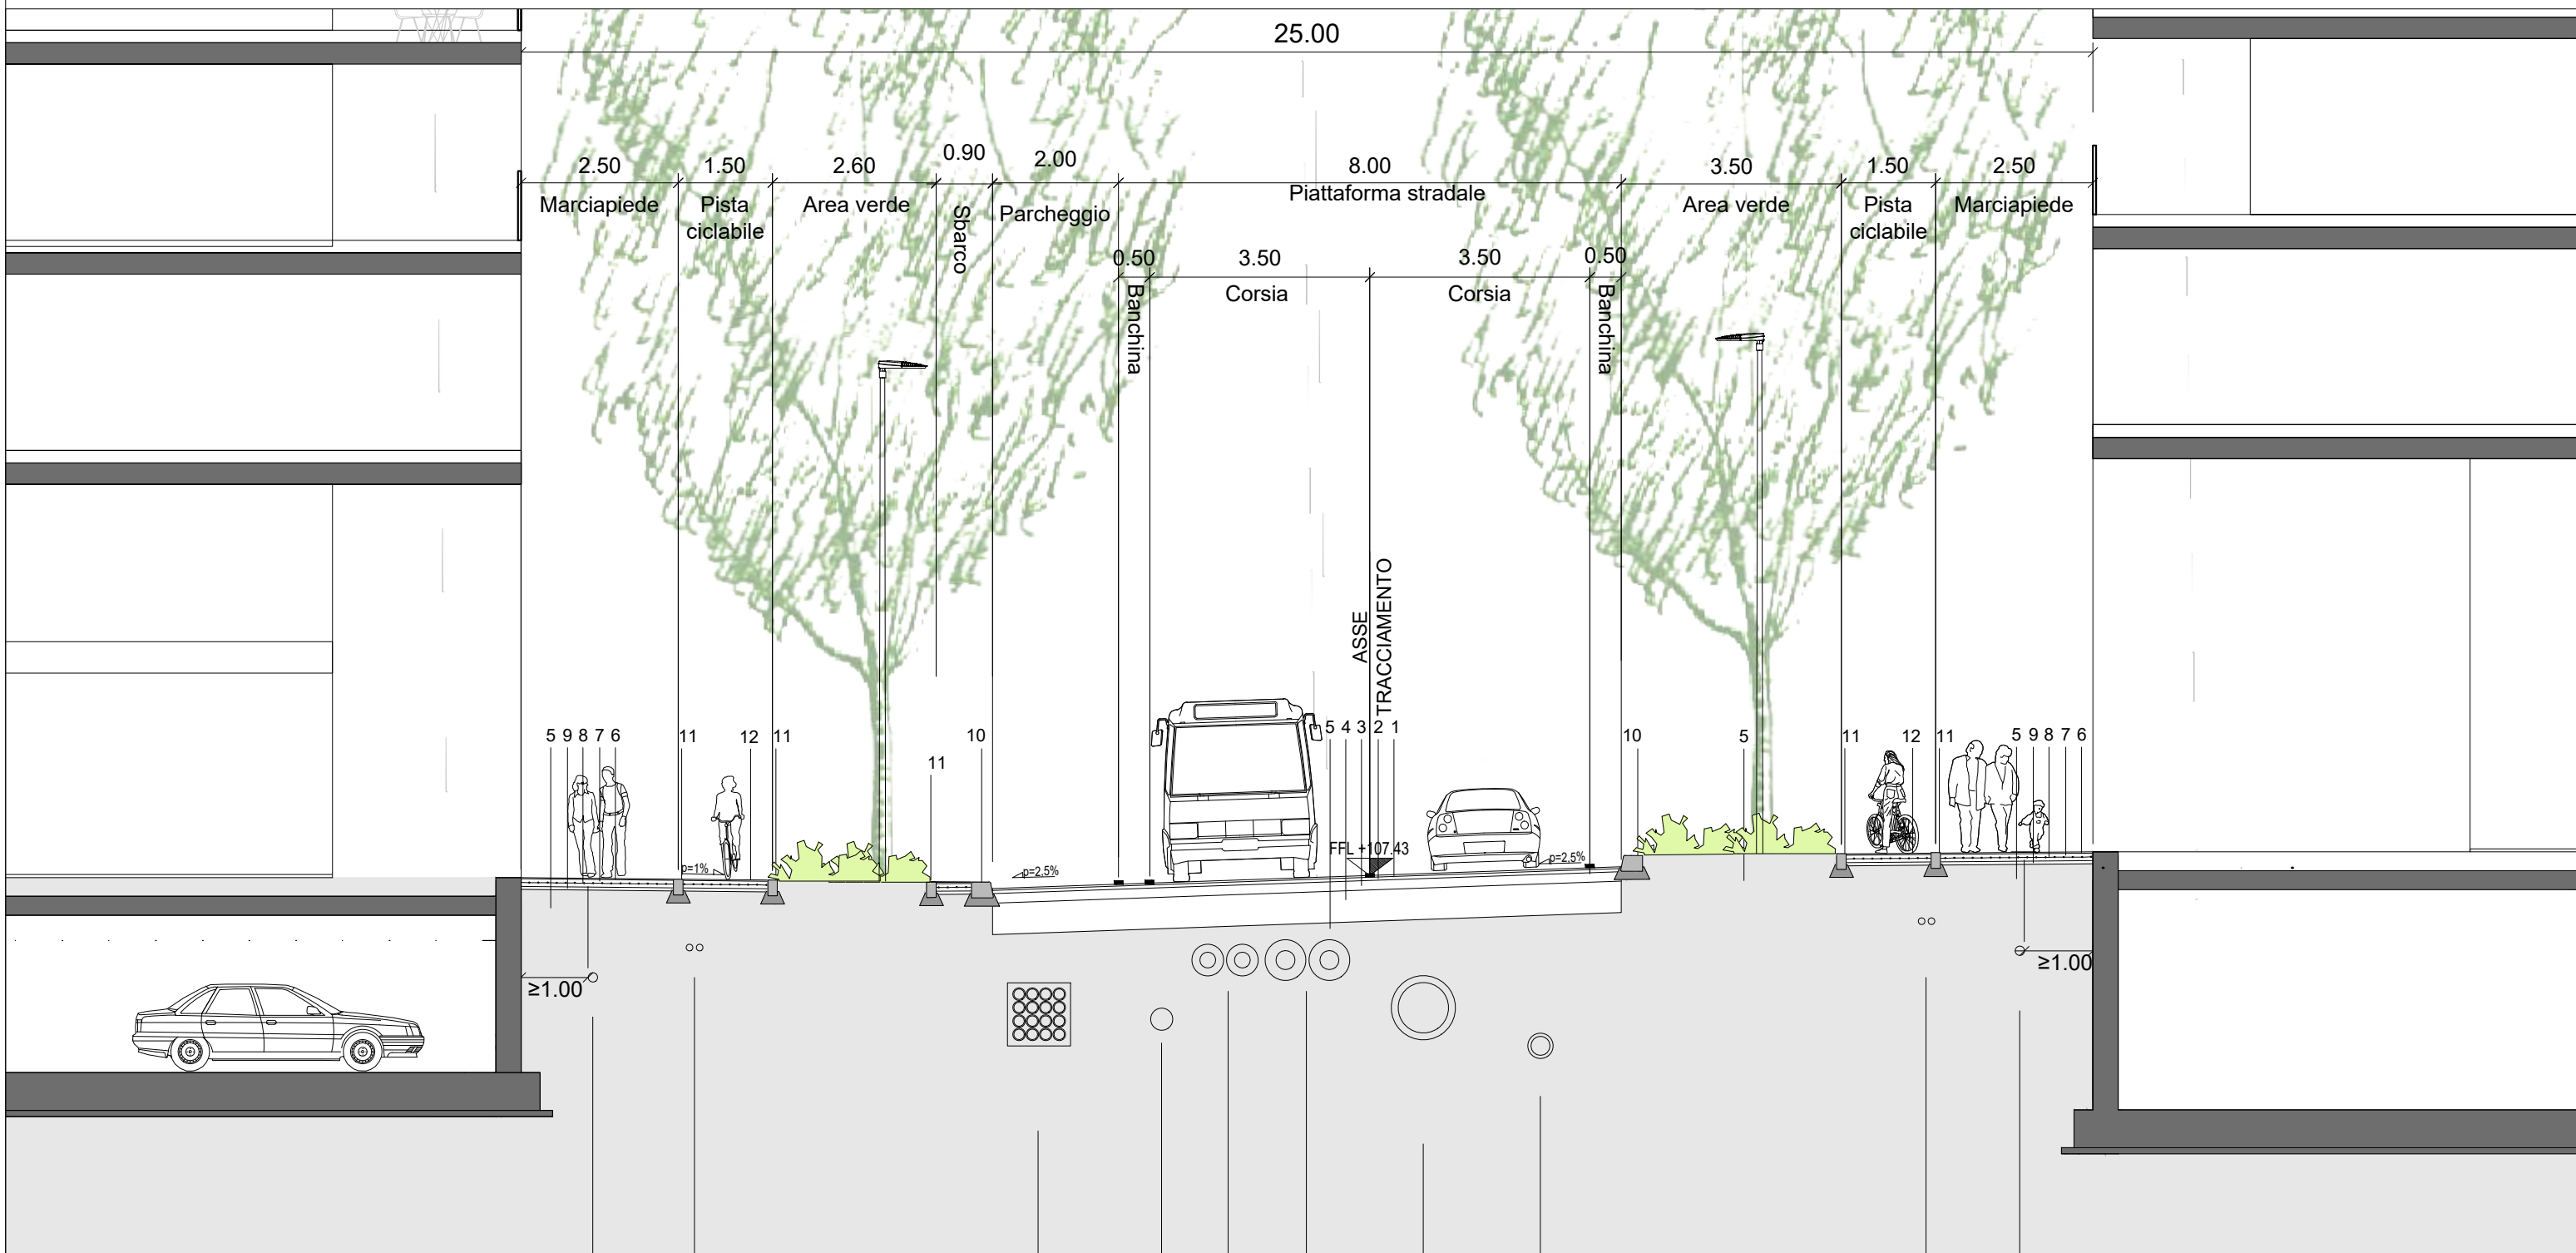 25.00
2.50 1.50 2.60 0.90 2.00 8.00 3.50 1.50 2.50
Marciapiede Pista ciclabile Area verde Sbarco Parcheggio Piattaforma stradale Area verde Pista ciclabile Marciapiede
0.50 3.50 3.50 0.50
Banchina Corsia Corsia Banchina
ASSE
TRACCIAMENTO
5 9 8 7 6 11 12 11 11 10 5 4 3 2 1 10 5 11 12 11 5 9 8 7 6
p=1% p=2,5% FFL +107.43 p=2,5%
≥1.00 ≥1.00